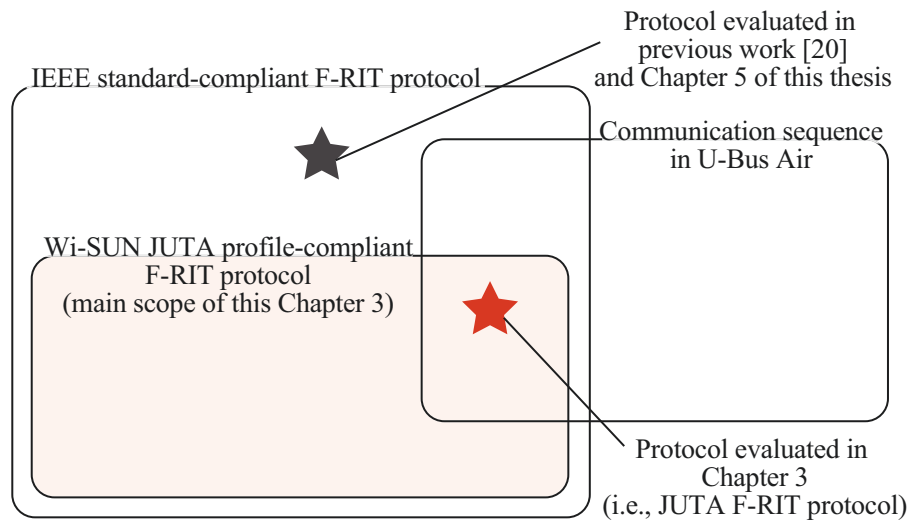 Protocol evaluated in
previous work [20]
and Chapter 5 of this thesis
IEEE standard-compliant F-RIT protocol
Communication sequence
in U-Bus Air
Wi-SUN JUTA profile-compliant
F-RIT protocol
(main scope of this Chapter 3)
Protocol evaluated in
Chapter 3
(i.e., JUTA F-RIT protocol)